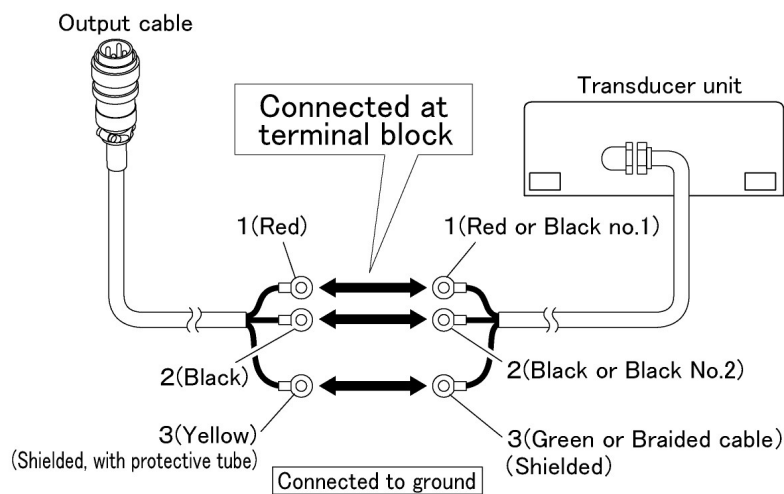 Output cable
Transducer unit
Connected at
terminal block
1(Red)
1(Red or Black no.1)
2(Black)
2(Black or Black No.2)
3(Yellow)
(Shielded, with protective tube)
3(Green or Braided cable)
(Shielded)
Connected to ground